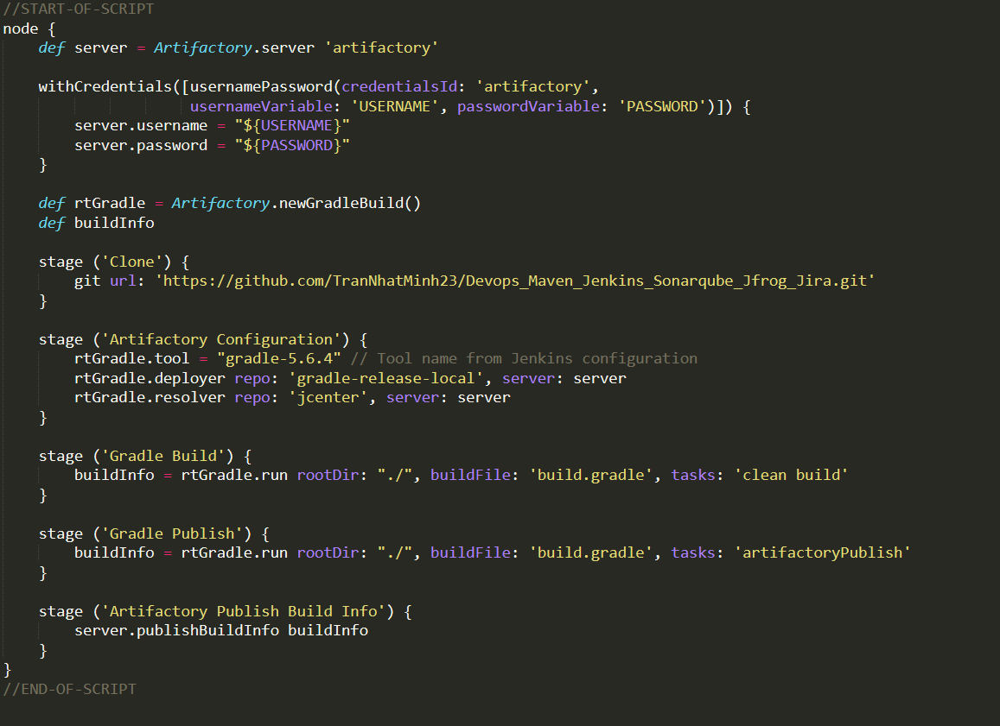 //START-OF-SCRIPT
node {
    def server = Artifactory.server 'artifactory'

    withCredentials([usernamePassword(credentialsId: 'artifactory',
                     usernameVariable: 'USERNAME', passwordVariable: 'PASSWORD')]) {
        server.username = "${USERNAME}"
        server.password = "${PASSWORD}"
    }

    def rtGradle = Artifactory.newGradleBuild()
    def buildInfo

    stage ('Clone') {
        git url: 'https://github.com/TranNhatMinh23/Devops_Maven_Jenkins_Sonarqube_Jfrog_Jira.git'
    }

    stage ('Artifactory Configuration') {
        rtGradle.tool = "gradle-5.6.4" // Tool name from Jenkins configuration
        rtGradle.deployer repo: 'gradle-release-local', server: server
        rtGradle.resolver repo: 'jcenter', server: server
    }

    stage ('Gradle Build') {
        buildInfo = rtGradle.run rootDir: "./", buildFile: 'build.gradle', tasks: 'clean build'
    }

    stage ('Gradle Publish') {
        buildInfo = rtGradle.run rootDir: "./", buildFile: 'build.gradle', tasks: 'artifactoryPublish'
    }

    stage ('Artifactory Publish Build Info') {
        server.publishBuildInfo buildInfo
    }
}
//END-OF-SCRIPT